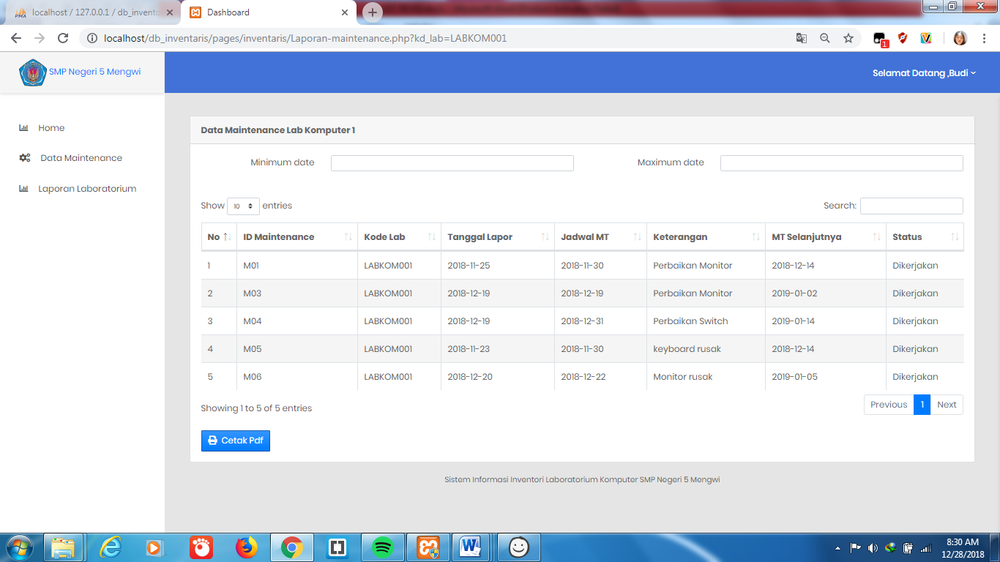 localhost / 127.0.0.1 / db_invento
Dashboard
localhost/db_inventaris/pages/inventaris/Laporan-maintenance.php?kd_lab=LABKOM001
1
SMP Negeri 5 Mengwi
Selamat Datang ,Budi
Home
Data Maintenance
Laporan Laboratorium
Data Maintenance Lab Komputer 1
Minimum date Maximum date
Show 10 entries Search:
No ID Maintenance Kode Lab Tanggal Lapor Jadwal MT Keterangan MT Selanjutnya Status
1 M01 LABKOM001 2018-11-25 2018-11-30 Perbaikan Monitor 2018-12-14 Dikerjakan
2 M03 LABKOM001 2018-12-19 2018-12-19 Perbaikan Monitor 2019-01-02 Dikerjakan
3 M04 LABKOM001 2018-12-19 2018-12-31 Perbaikan Switch 2019-01-14 Dikerjakan
4 M05 LABKOM001 2018-11-23 2018-11-30 keyboard rusak 2018-12-14 Dikerjakan
5 M06 LABKOM001 2018-12-20 2018-12-22 Monitor rusak 2019-01-05 Dikerjakan
Showing 1 to 5 of 5 entries
Previous 1 Next
Cetak Pdf
Sistem Informasi Inventori Laboratorium Komputer SMP Negeri 5 Mengwi
8:30 AM
12/28/2018